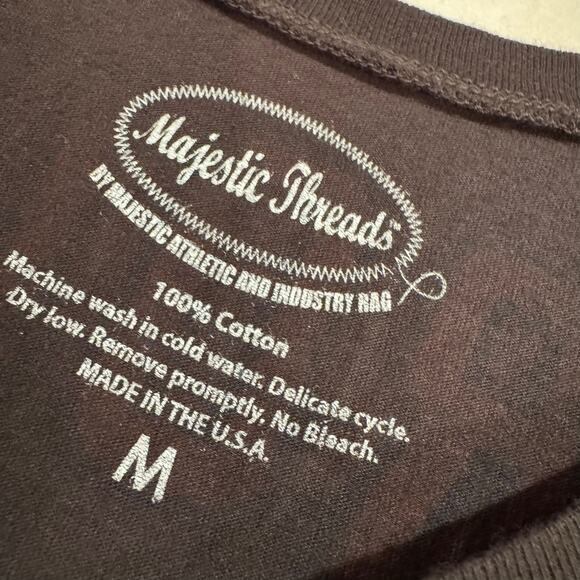 Majestic Threads™
BY MAJESTIC ATHLETIC AND INDUSTRY RAG
100% Cotton
Machine wash in cold water. Delicate cycle.
Dry low. Remove promptly. No Bleach.
MADE IN THE U.S.A.
M